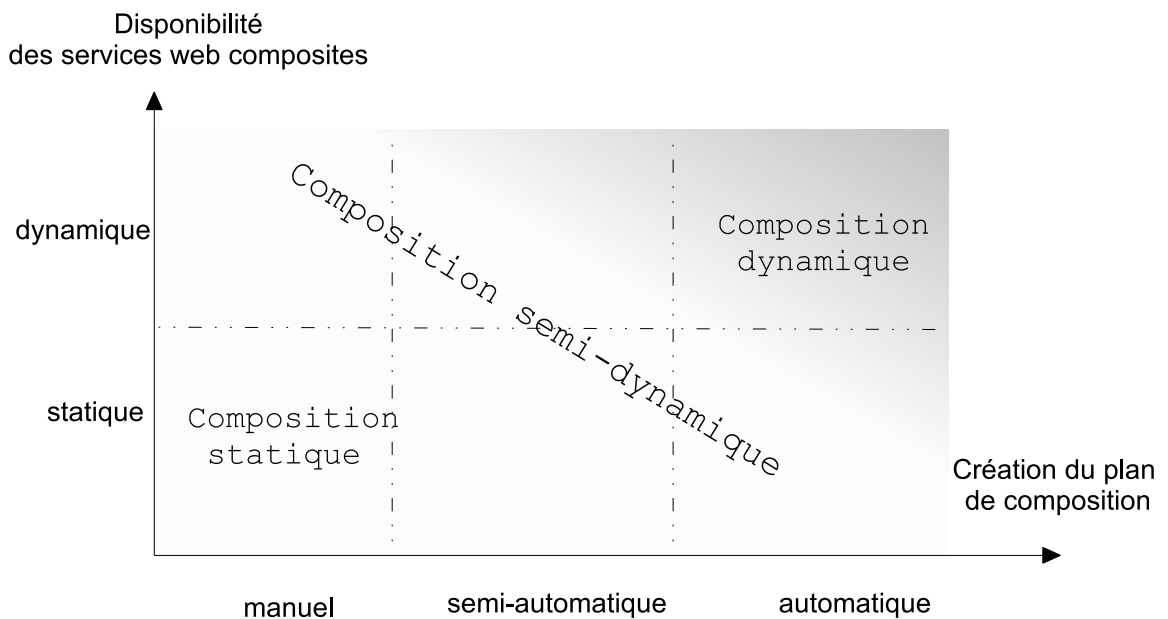 Disponibilité
des services web composites
dynamique
Composition semi-dynamique
Composition
dynamique
statique
Composition
statique
Création du plan
de composition
manuel
semi-automatique
automatique